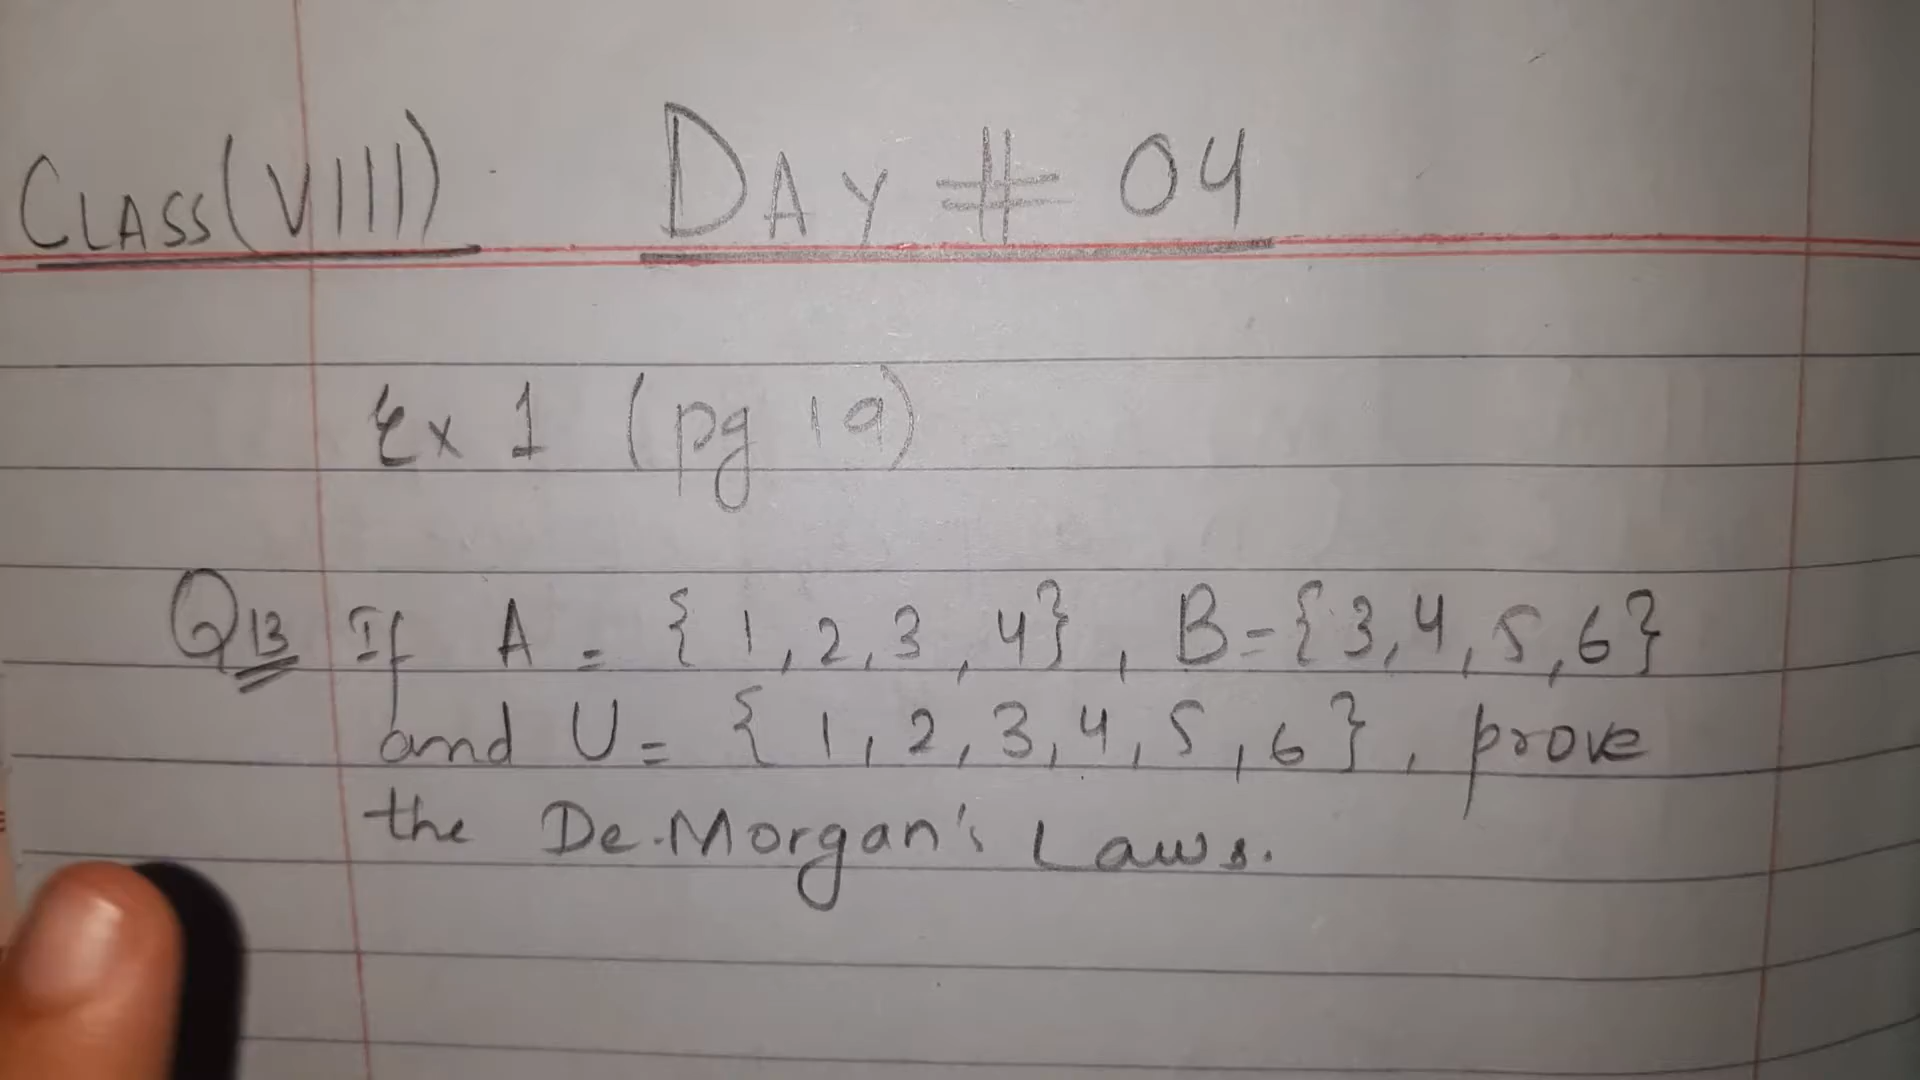 CLASS(VIII) DAY # 04
Ex 1 (pg 19)
Q13 If A = { 1, 2, 3, 4} , B={3, 4, 5, 6}
and U= { 1, 2, 3, 4, 5, 6} , prove
the De-Morgan's Laws.